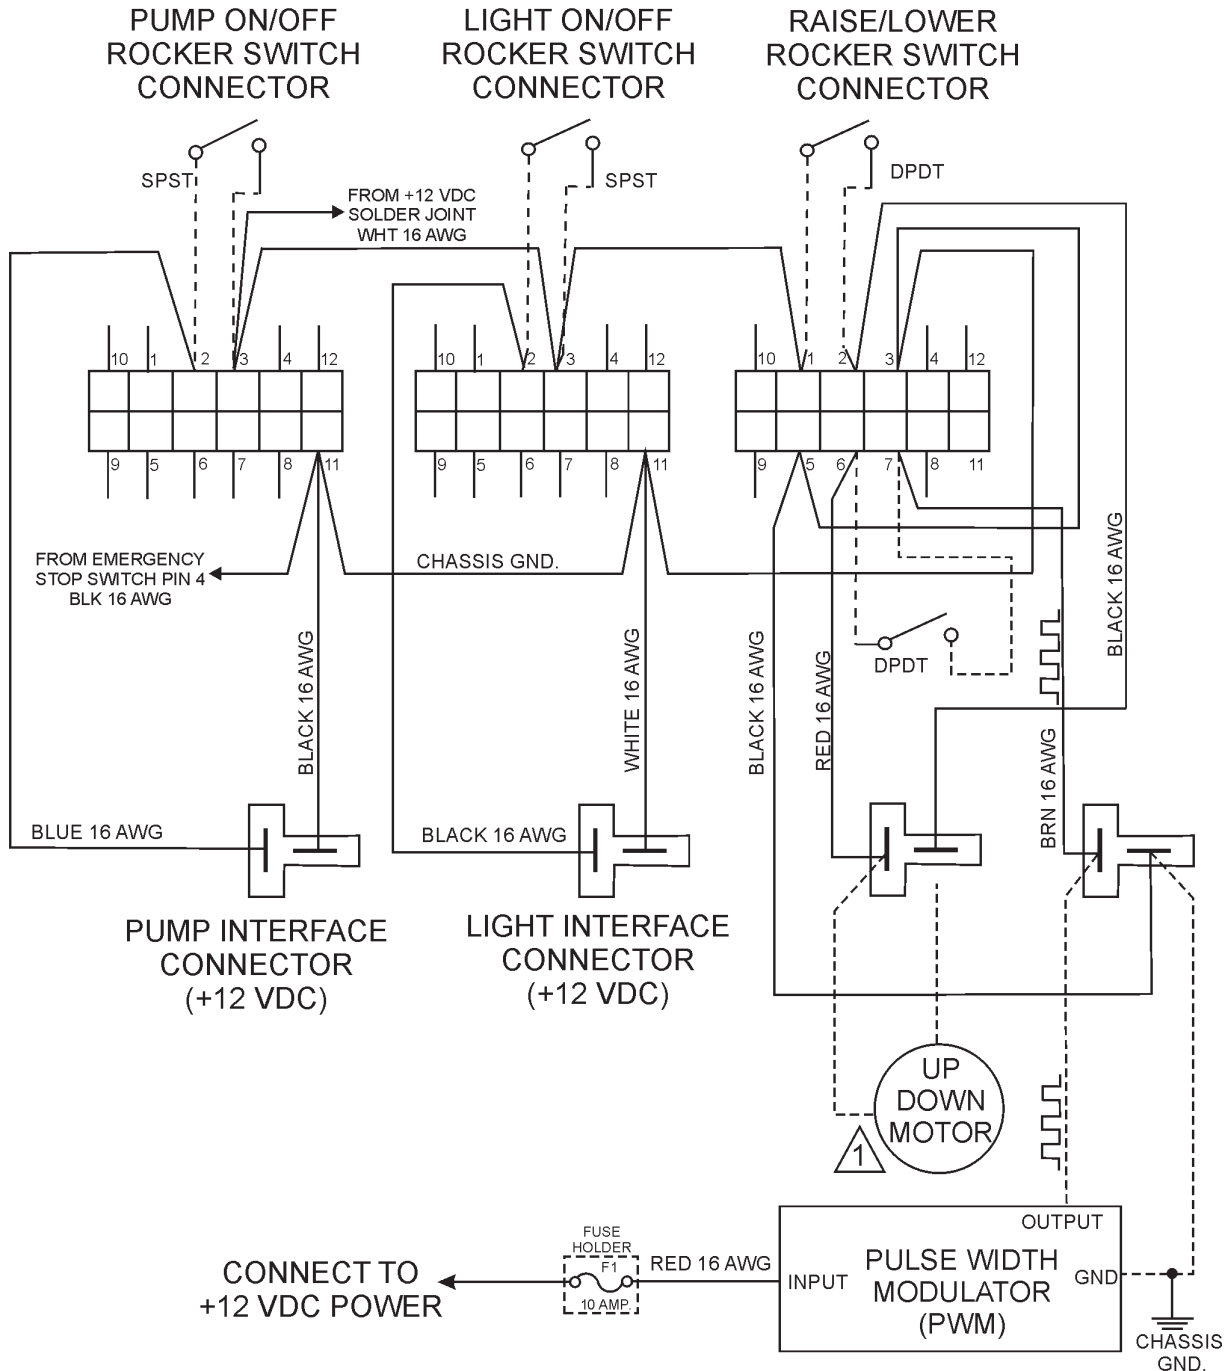 PUMP ON/OFF
ROCKER SWITCH
CONNECTOR
LIGHT ON/OFF
ROCKER SWITCH
CONNECTOR
RAISE/LOWER
ROCKER SWITCH
CONNECTOR
SPST
FROM +12 VDC
SOLDER JOINT
WHT 16 AWG
SPST
DPDT
10 1 2 3 4 12
9 5 6 7 8 11
10 1 2 3 4 12
9 5 6 7 8 11
10 1 2 3 4 12
9 5 6 7 8 11
FROM EMERGENCY
STOP SWITCH PIN 4
BLK 16 AWG
CHASSIS GND.
BLACK 16 AWG
WHITE 16 AWG
BLACK 16 AWG
RED 16 AWG
DPDT
BLACK 16 AWG
BRN 16 AWG
BLUE 16 AWG
BLACK 16 AWG
PUMP INTERFACE
CONNECTOR
(+12 VDC)
LIGHT INTERFACE
CONNECTOR
(+12 VDC)
UP
DOWN
MOTOR
1
CONNECT TO
+12 VDC POWER
FUSE
HOLDER
F1
10 AMP.
RED 16 AWG
INPUT
OUTPUT
PULSE WIDTH
MODULATOR
(PWM)
GND
CHASSIS
GND.